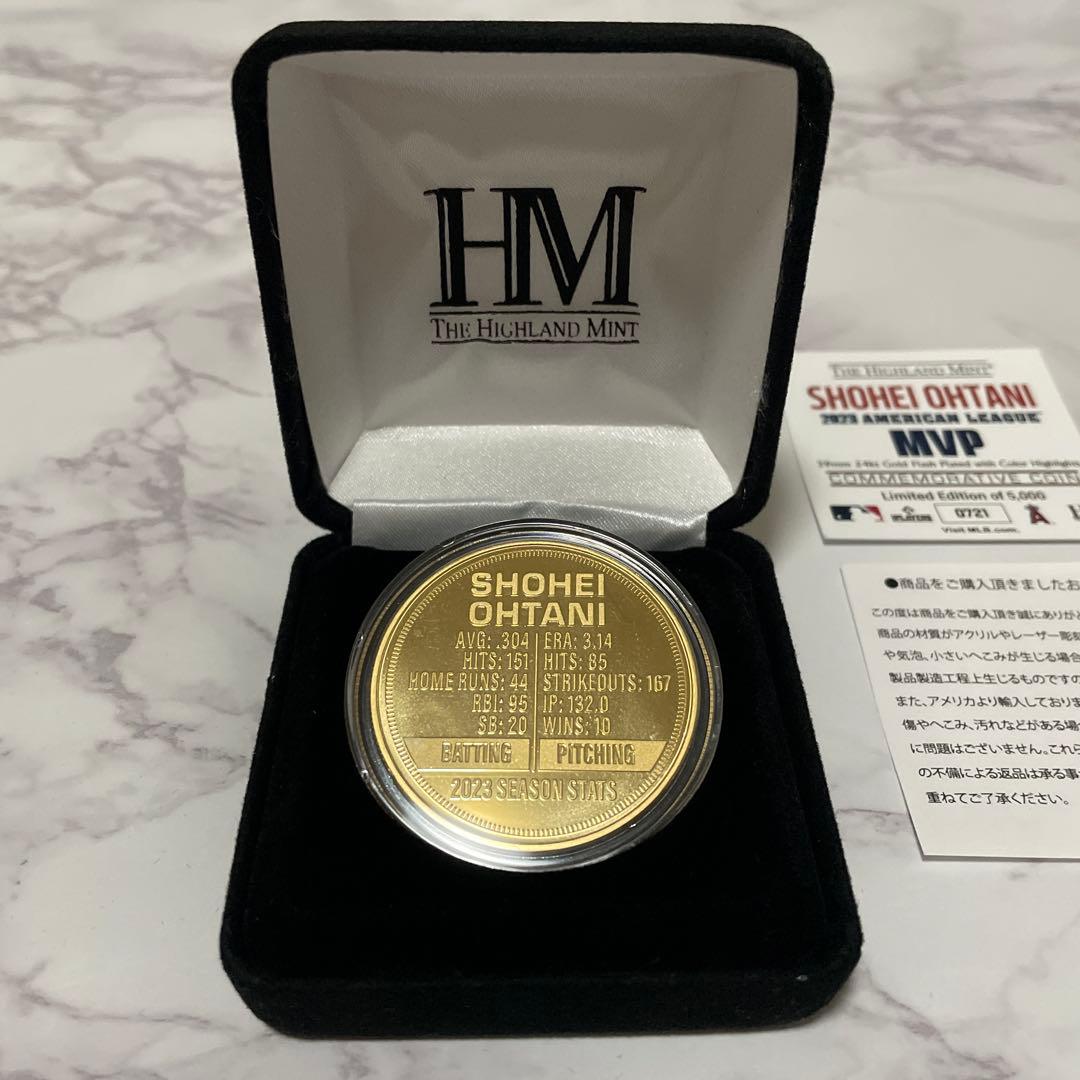 HM
THE HIGHLAND MINT
SHOHEI
OHTANI
AVG: .304 ERA: 3.14
HITS: 151 HITS: 85
HOME RUNS: 44 STRIKEOUTS: 167
RBI: 95 IP: 132.0
SB: 20 WINS: 10
BATTING PITCHING
2023 SEASON STATS
THE HIGHLAND MINT
SHOHEI OHTANI
2023 AMERICAN LEAGUE
MVP
39mm 24kt Gold Flash Plated with Color Highlights
COMMEMORATIVE COIN
Limited Edition of 5,000
0721
Visit MLB.com
●商品をご購入頂きましたお
この度は商品をご購入頂き誠にありがと
商品の材質がアクリルやレーザー彫刻
や気泡、小さいへこみが生じる場合
製品製造工程上生じるものですの
また、アメリカより輸入しておりま
傷やへこみ、汚れなどがある場
に問題はございません。これら
の不備による返品は承る事
重ねてご了承ください。